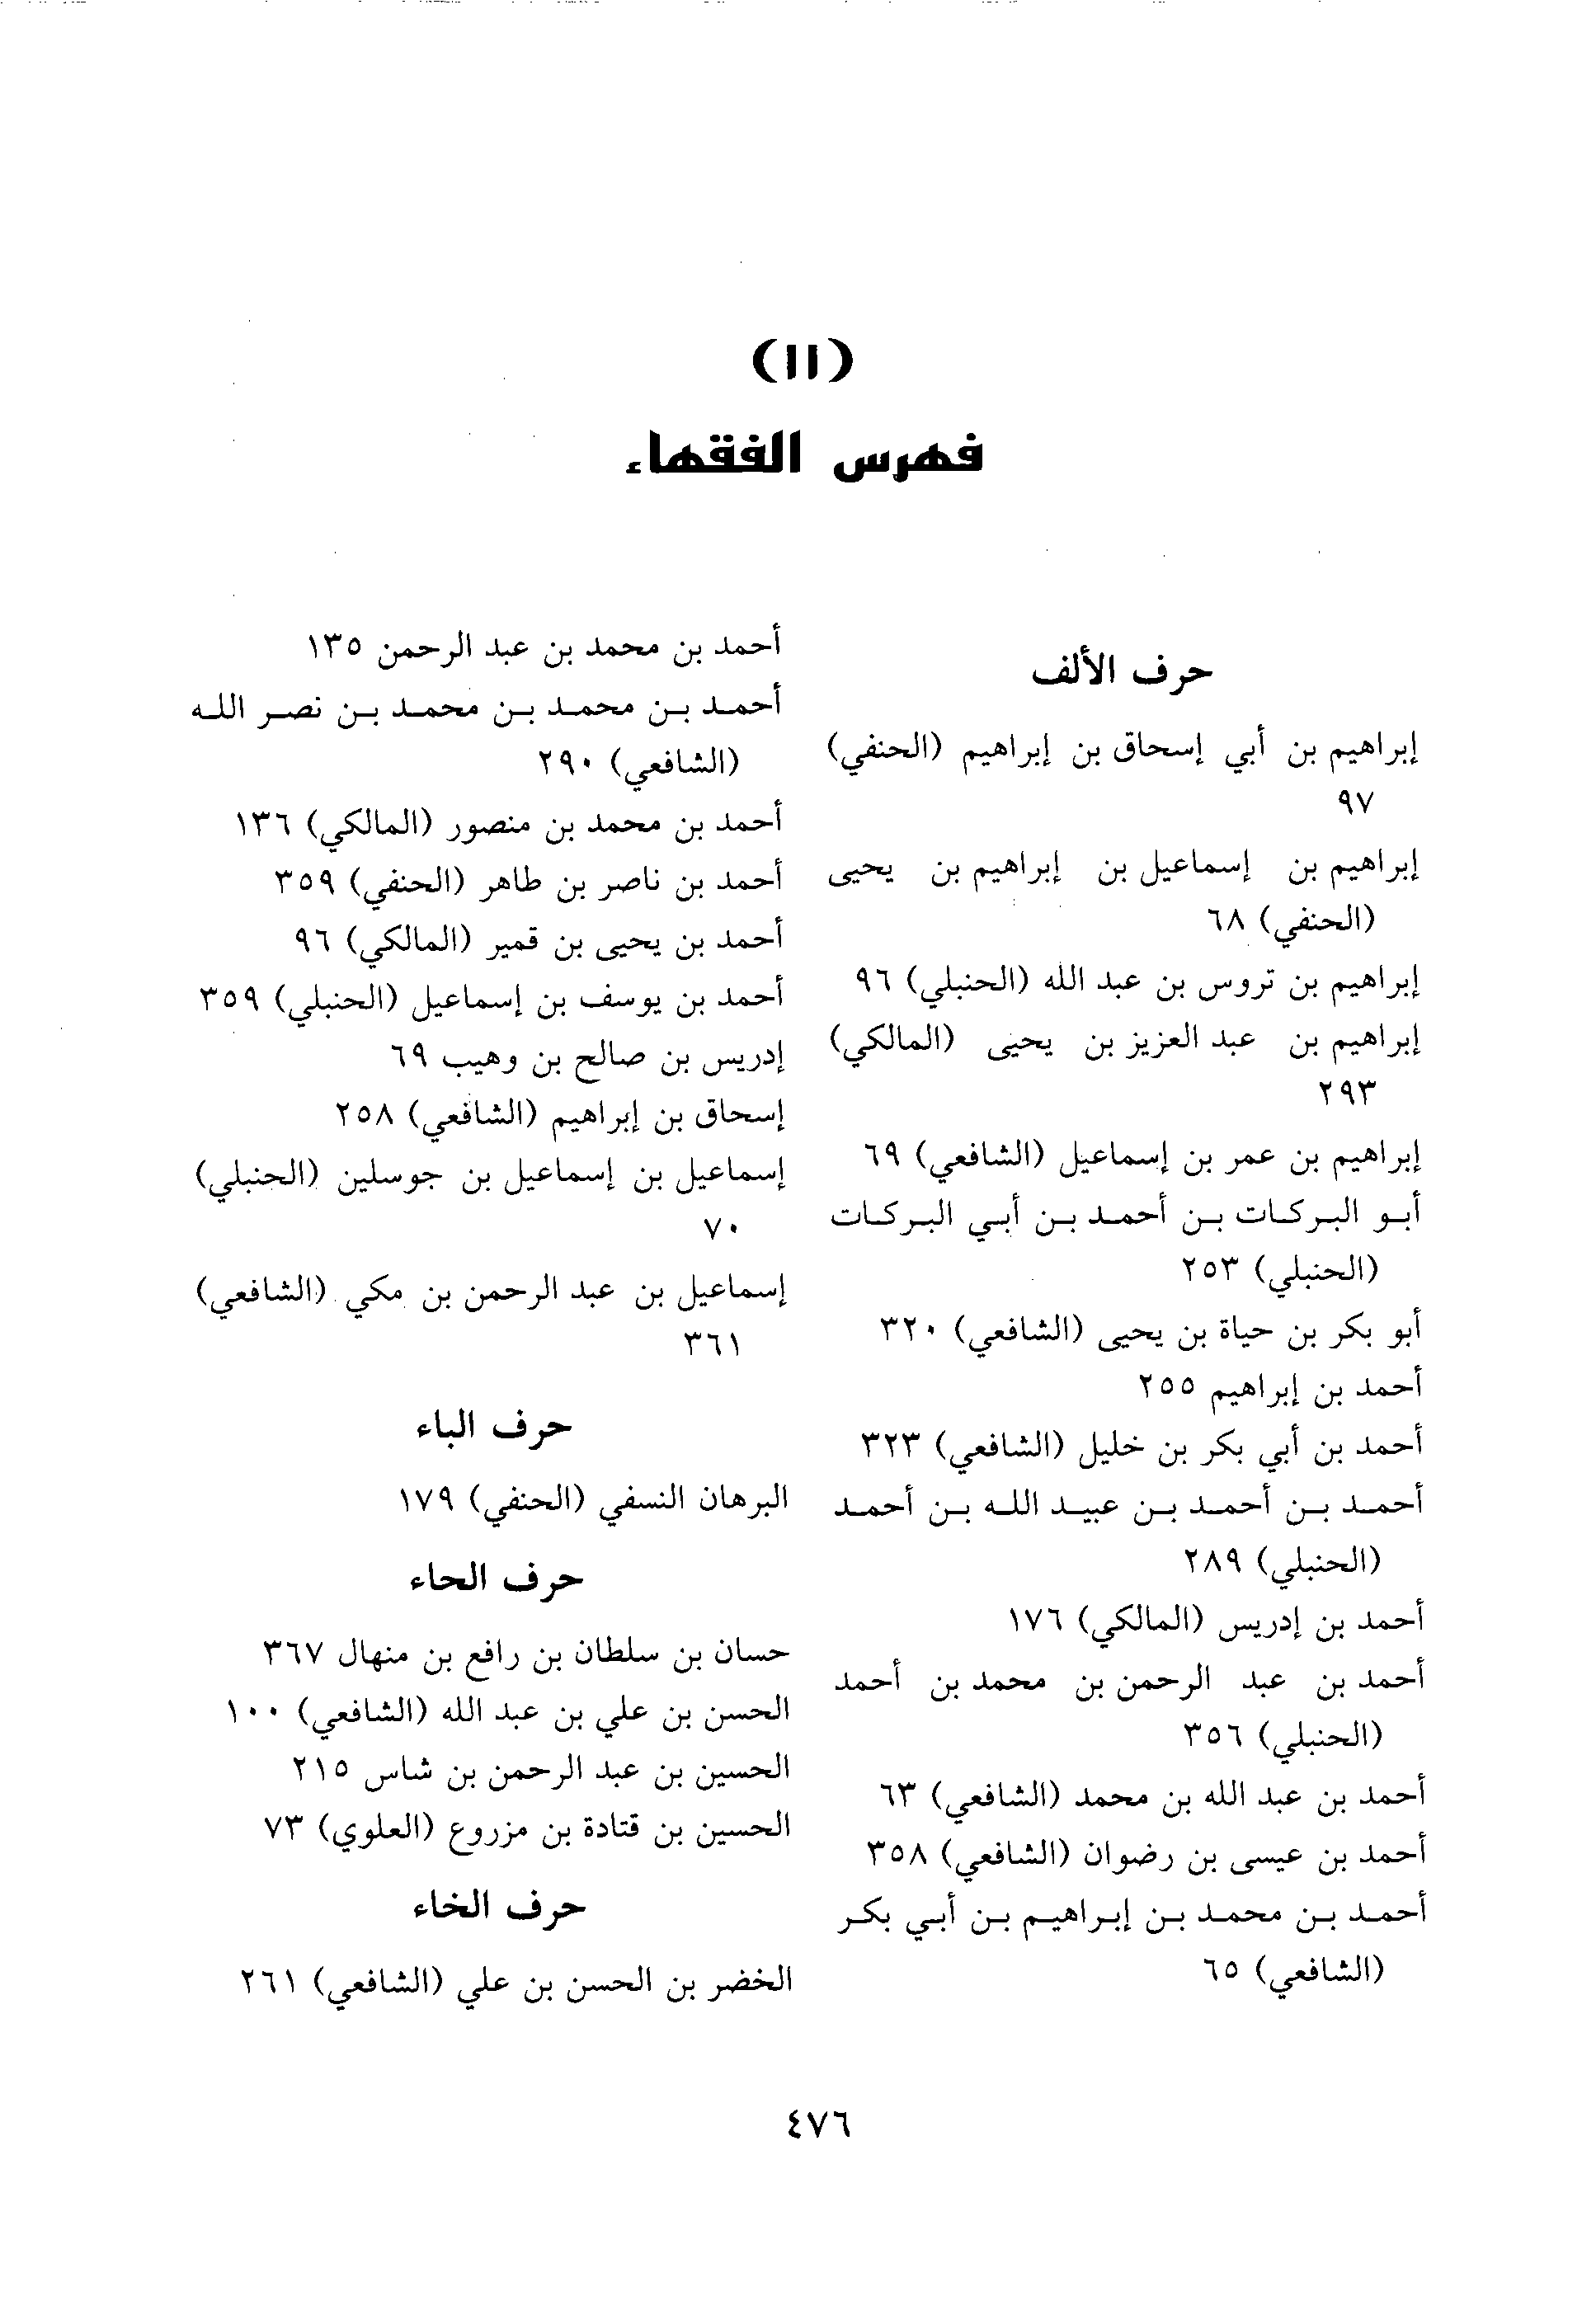 (١١)
فهرس الفقهاء
حرف الألف
إبراهيم بن أبي إسحاق بن إبراهيم (الحنفي)
٩٧
إبراهيم بن إسماعيل بن إبراهيم بن يحيى
(الحنفي) ٦٨
إبراهيم بن تروس بن عبد الله (الحنبلي) ٩٦
إبراهيم بن عبد العزيز بن يحيى (المالكي)
٢٩٣
إبراهيم بن عمر بن إسماعيل (الشافعي) ٦٩
أبو البركات بن أحمد بن أبي البركات
(الحنبلي) ٢٥٣
أبو بكر بن حياة بن يحيى (الشافعي) ٣٢٠
أحمد بن إبراهيم ٢٥٥
أحمد بن أبي بكر بن خليل (الشافعي) ٣٢٣
أحمد بن أحمد بن عبيد الله بن أحمد
(الحنبلي) ٢٨٩
أحمد بن إدريس (المالكي) ١٧٦
أحمد بن عبد الرحمن بن محمد بن أحمد
(الحنبلي) ٣٥٦
أحمد بن عبد الله بن محمد (الشافعي) ٦٣
أحمد بن عيسى بن رضوان (الشافعي) ٣٥٨
أحمد بن محمد بن إبراهيم بن أبي بكر
(الشافعي) ٦٥
أحمد بن محمد بن عبد الرحمن ١٣٥
أحمد بن محمد بن محمد بن نصر الله
(الشافعي) ٢٩٠
أحمد بن محمد بن منصور (المالكي) ١٣٦
أحمد بن ناصر بن طاهر (الحنفي) ٣٥٩
أحمد بن يحيى بن قمير (المالكي) ٩٦
أحمد بن يوسف بن إسماعيل (الحنبلي) ٣٥٩
إدريس بن صالح بن وهيب ٦٩
إسحاق بن إبراهيم (الشافعي) ٢٥٨
إسماعيل بن إسماعيل بن جوسلين (الحنبلي)
٧٠
إسماعيل بن عبد الرحمن بن مكي (الشافعي)
٣٦١
حرف الباء
البرهان النسفي (الحنفي) ١٧٩
حرف الحاء
حسان بن سلطان بن رافع بن منهال ٣٦٧
الحسن بن علي بن عبد الله (الشافعي) ١٠٠
الحسين بن عبد الرحمن بن شاس ٢١٥
الحسين بن قتادة بن مزروع (العلوي) ٧٣
حرف الخاء
الخضر بن الحسن بن علي (الشافعي) ٢٦١
٤٧٦